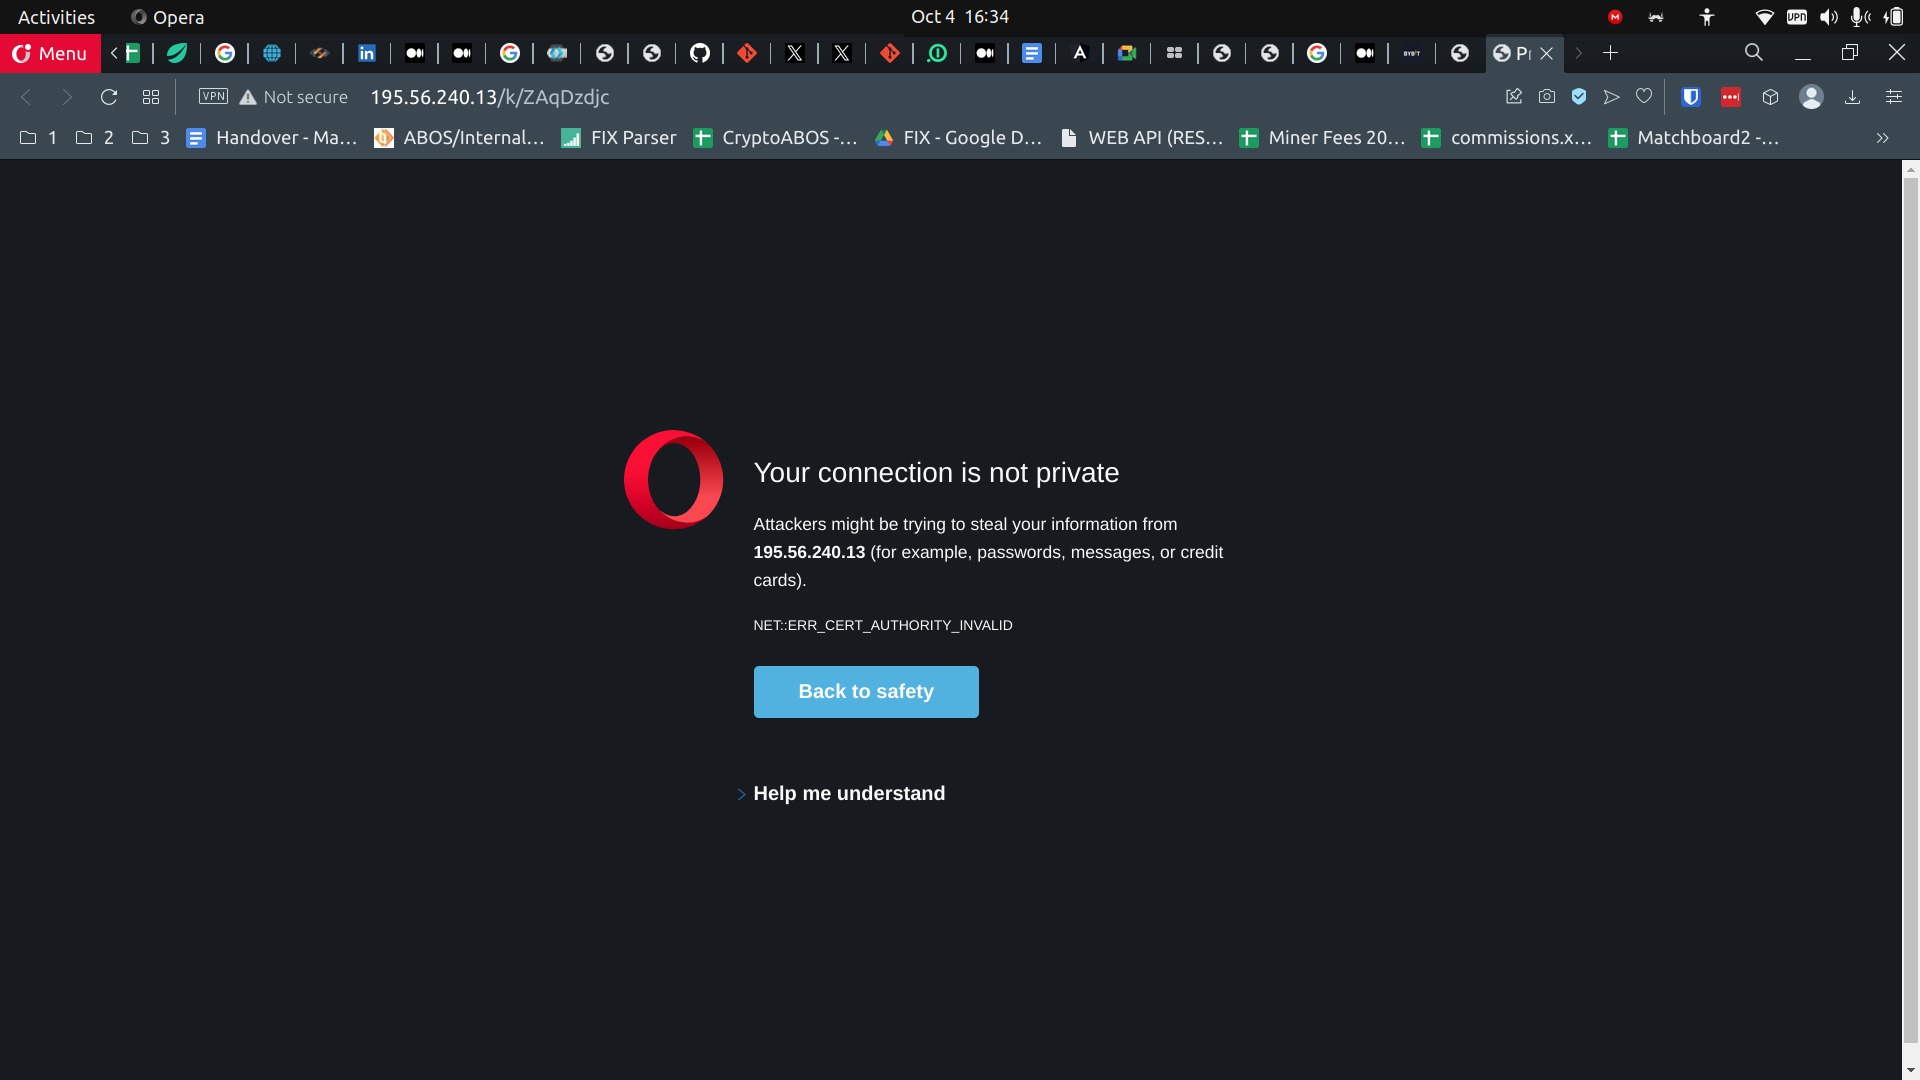 Activities Opera Oct 4 16:34
Menu P
VPN Not secure 195.56.240.13/k/ZAqDzdjc
1 2 3 Handover - Ma... ABOS/Internal... FIX Parser CryptoABOS -... FIX - Google D... WEB API (RES... Miner Fees 20... commissions.x... Matchboard2 -...
Your connection is not private
Attackers might be trying to steal your information from
195.56.240.13 (for example, passwords, messages, or credit
cards).
NET::ERR_CERT_AUTHORITY_INVALID
Back to safety
Help me understand